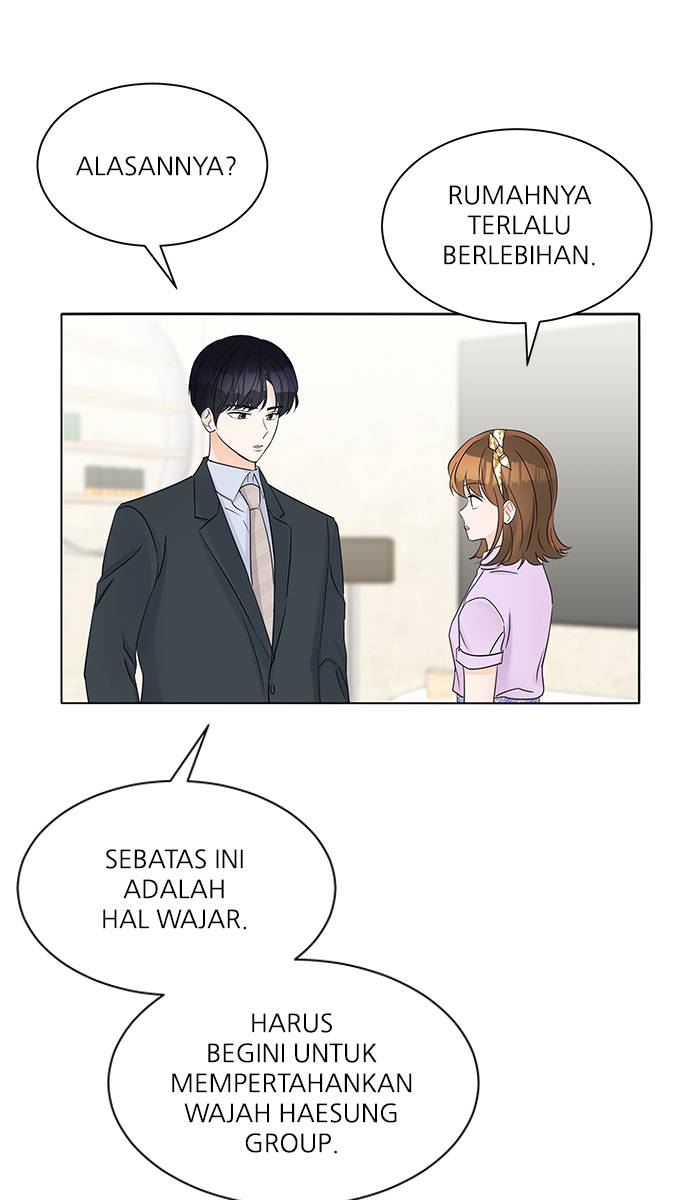 ALASANNYA?
RUMAHNYA
TERLALU
BERLEBIHAN.
SEBATAS INI
ADALAH
HAL WAJAR.
HARUS
BEGINI UNTUK
MEMPERTAHANKAN
WAJAH HAESUNG
GROUP.